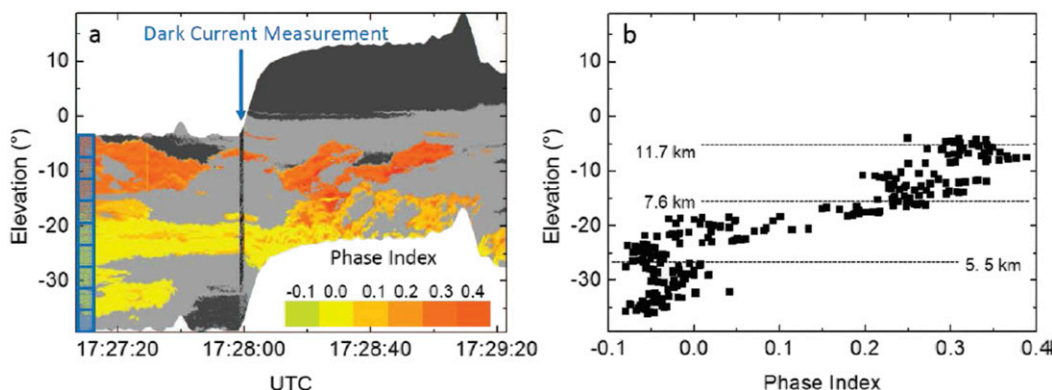 a
Dark Current Measurement
10
0
-10
-20
-30
Elevation (°)
Phase Index
-0.1 0.0 0.1 0.2 0.3 0.4
17:27:20 17:28:00 17:28:40 17:29:20
UTC
b
10
0
-10
-20
-30
Elevation (°)
11.7 km
7.6 km
5. 5 km
-0.1 0.0 0.1 0.2 0.3 0.4
Phase Index